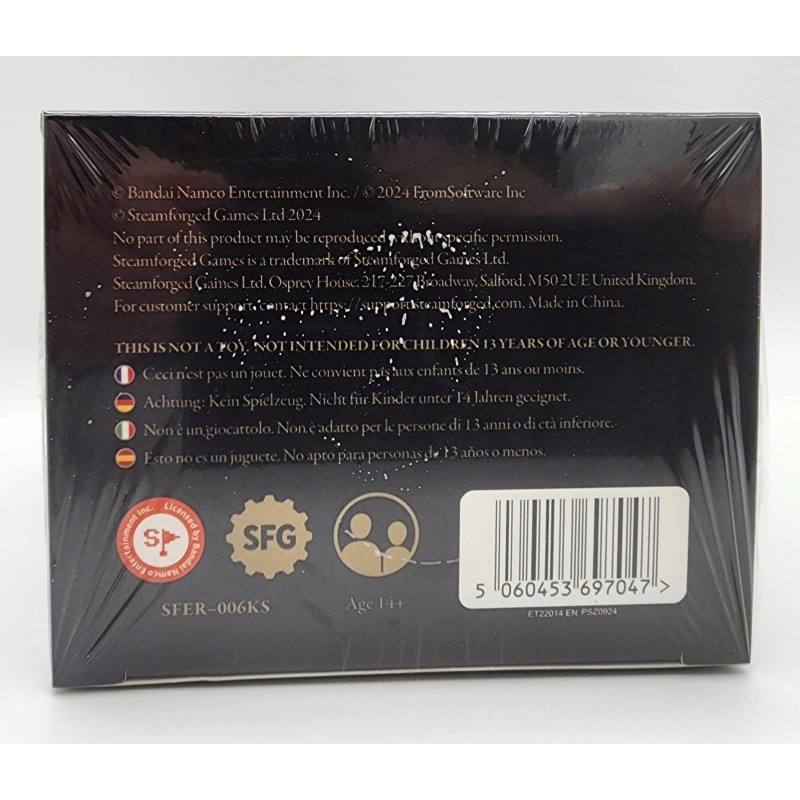 © Bandai Namco Entertainment Inc. / © 2024 FromSoftware Inc
© Steamforged Games Ltd 2024
No part of this product may be reproduced without specific permission.
Steamforged Games is a trademark of Steamforged Games Ltd.
Steamforged Games Ltd, Osprey House, 217-227 Broadway, Salford, M50 2UE United Kingdom.
For customer support, contact https://support.steamforged.com. Made in China.
THIS IS NOT A TOY. NOT INTENDED FOR CHILDREN 13 YEARS OF AGE OR YOUNGER.
Ceci n'est pas un jouet. Ne convient pas aux enfants de 13 ans ou moins.
Achtung: Kein Spielzeug. Nicht für Kinder unter 14 Jahren geeignet.
Non è un giocattolo. Non è adatto per le persone di 13 anni o di età inferiore.
Esto no es un juguete. No apto para personas de 13 años o menos.
Licensed by Bandai Namco Entertainment Inc.
SFG
SFER-006KS
Age 14+
5 060453 697047 >
ET22014 EN PSZ0924